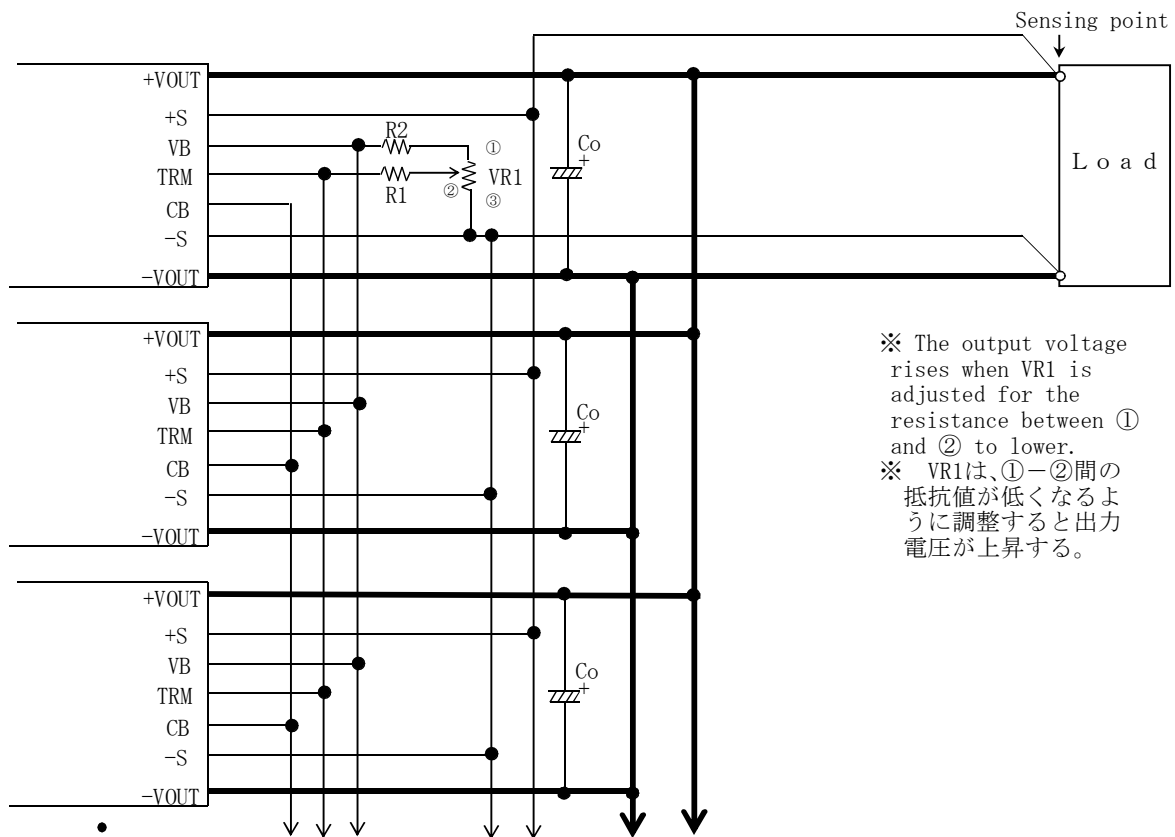 Sensing point
+VOUT
+S
VB
TRM
CB
-S
-VOUT
R2
R1
①
②
③
VR1
Co
+
Load
+VOUT
+S
VB
TRM
CB
-S
-VOUT
Co
+
※ The output voltage
rises when VR1 is
adjusted for the
resistance between ①
and ② to lower.
※ VR1は、①－②間の
抵抗値が低くなるよ
うに調整すると出力
電圧が上昇する。
+VOUT
+S
VB
TRM
CB
-S
-VOUT
Co
+